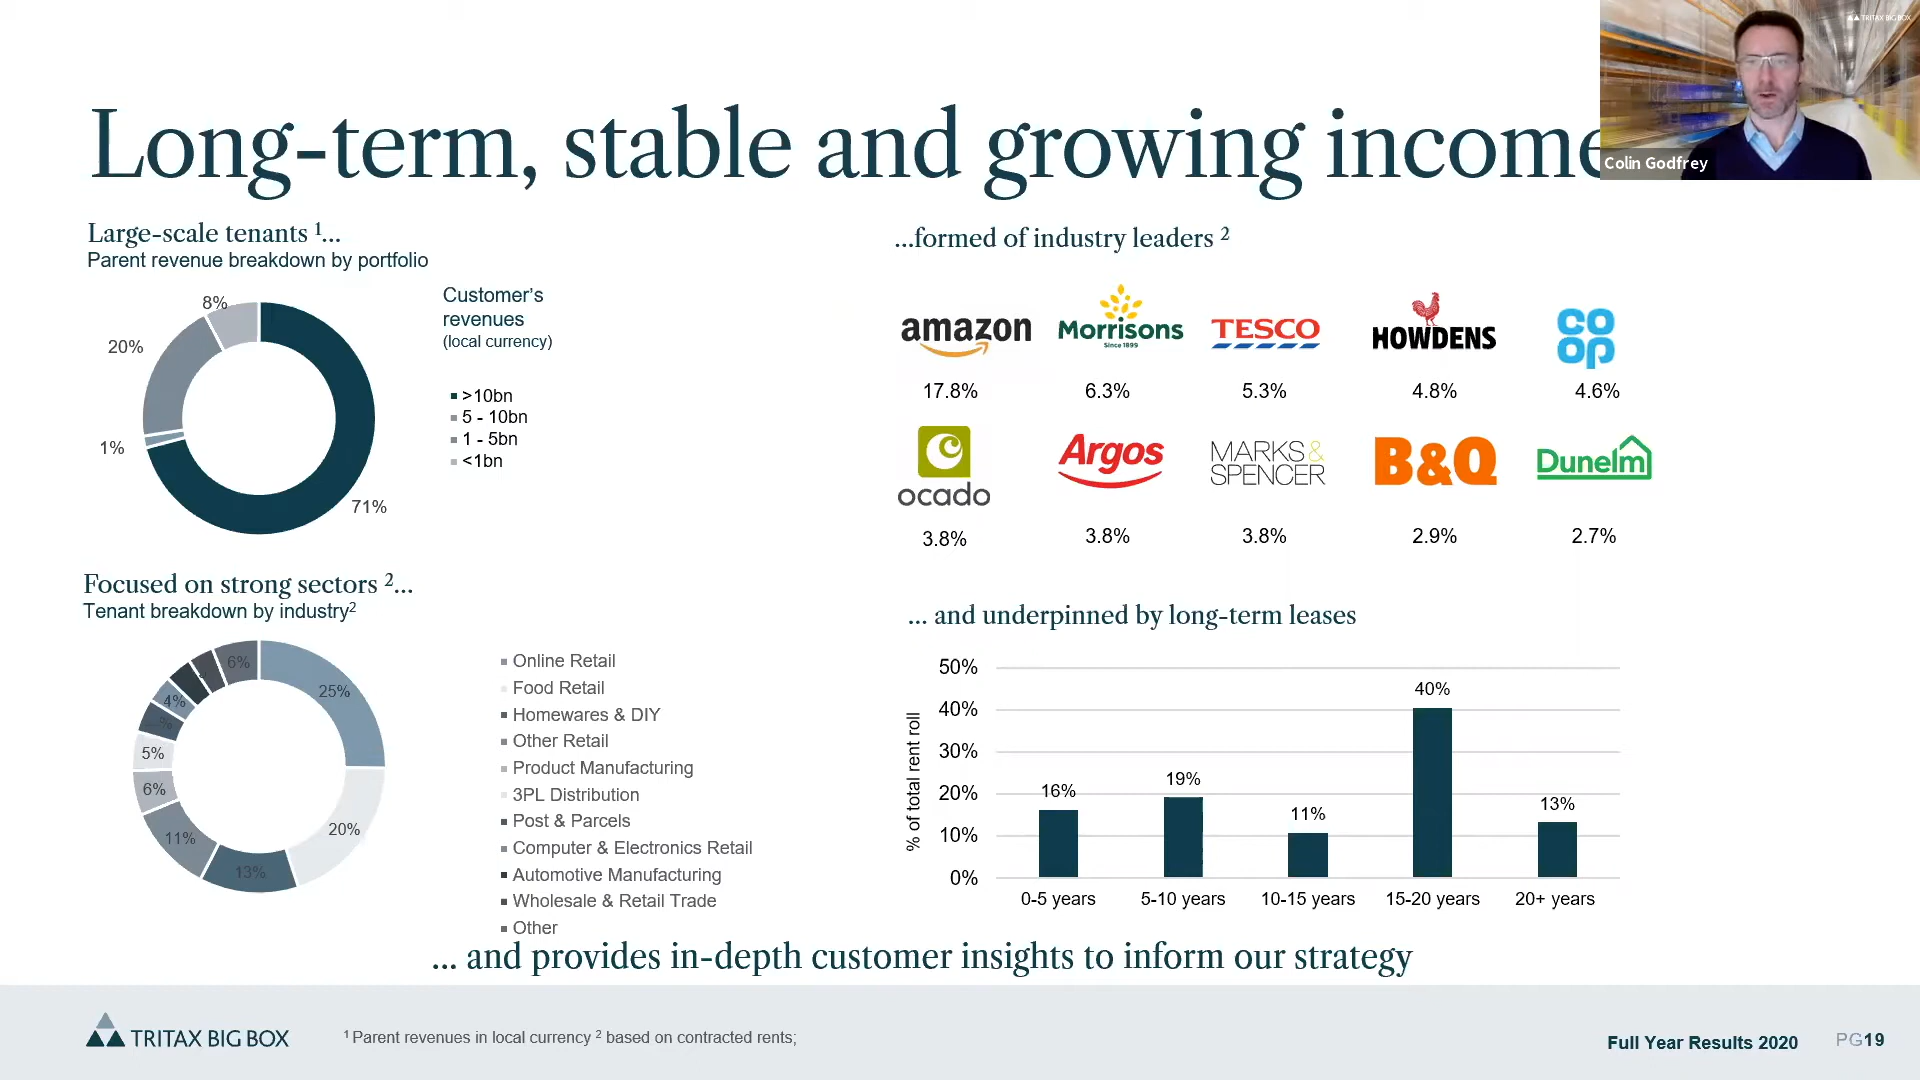 TRITAX BIG BOX
Colin Godfrey
Long-term, stable and growing income
Large-scale tenants 1...
Parent revenue breakdown by portfolio
8%
20%
1%
71%
Customer's
revenues
(local currency)
>10bn
5 - 10bn
1 - 5bn
<1bn
...formed of industry leaders 2
amazon
Morrisons
Since 1899
TESCO
HOWDENS
CO
OP
17.8%
6.3%
5.3%
4.8%
4.6%
ocado
Argos
MARKS&
SPENCER
B&Q
Dunelm
3.8%
3.8%
3.8%
2.9%
2.7%
Focused on strong sectors 2...
Tenant breakdown by industry2
6%
25%
4%
5%
6%
11%
13%
20%
Online Retail
Food Retail
Homewares & DIY
Other Retail
Product Manufacturing
3PL Distribution
Post & Parcels
Computer & Electronics Retail
Automotive Manufacturing
Wholesale & Retail Trade
Other
... and underpinned by long-term leases
% of total rent roll
50%
40%
30%
20%
10%
0%
16%
19%
11%
40%
13%
0-5 years
5-10 years
10-15 years
15-20 years
20+ years
... and provides in-depth customer insights to inform our strategy
TRITAX BIG BOX
1 Parent revenues in local currency 2 based on contracted rents;
Full Year Results 2020
PG19